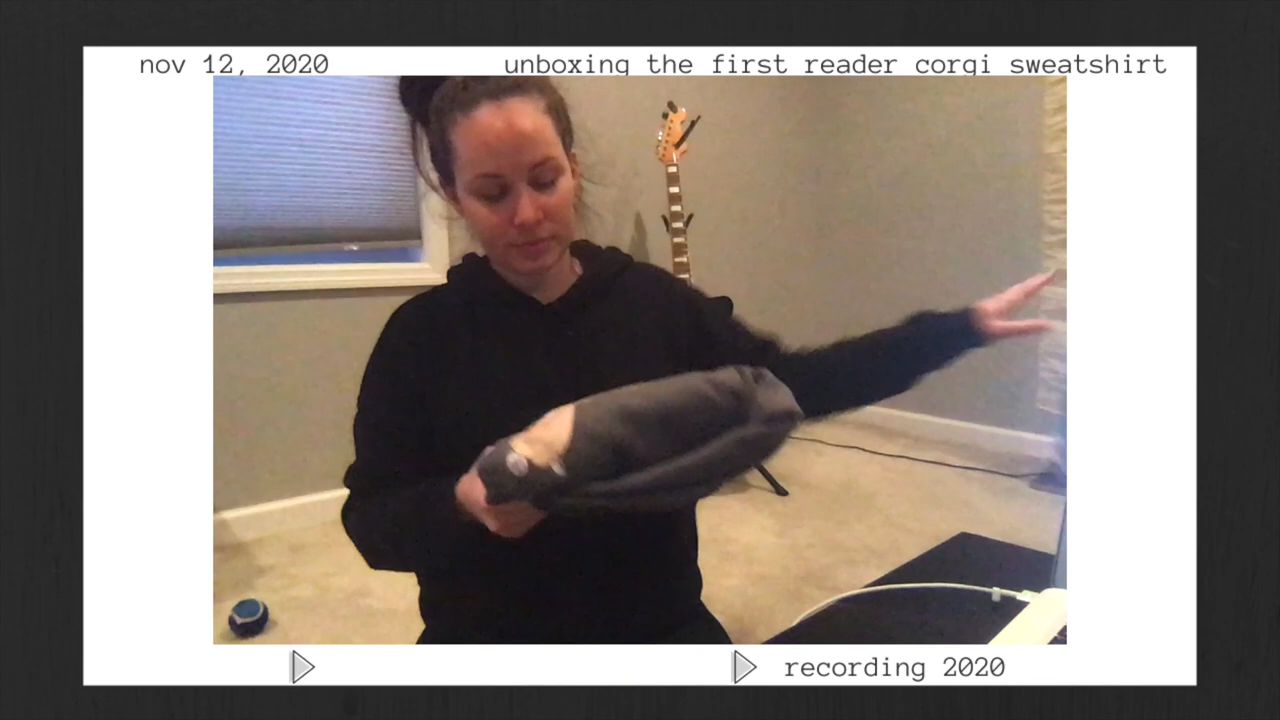 nov 12, 2020
unboxing the first reader corgi sweatshirt
recording 2020